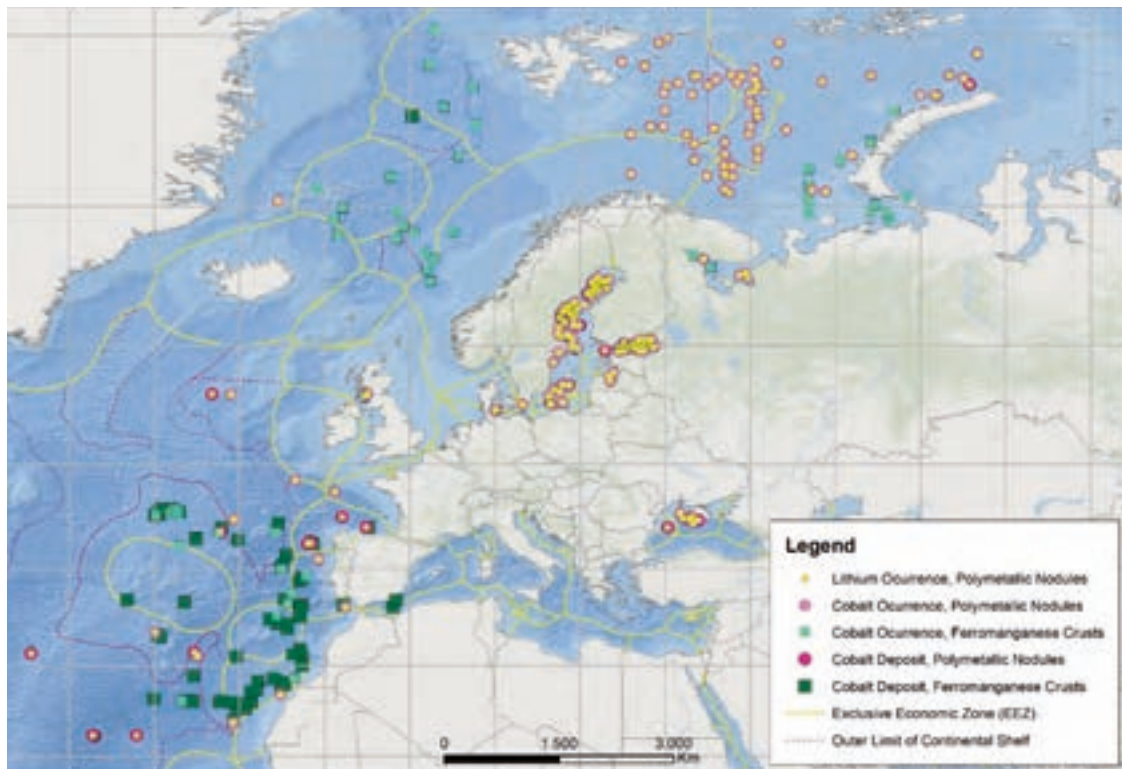 Legend
Lithium Ocurrence, Polymetallic Nodules
Cobalt Ocurrence, Polymetallic Nodules
Cobalt Ocurrence, Ferromanganese Crusts
Cobalt Deposit, Polymetallic Nodules
Cobalt Deposit, Ferromanganese Crusts
Exclusive Economic Zone (EEZ)
Outer Limit of Continental Shelf
0 1.500 3.000
Km